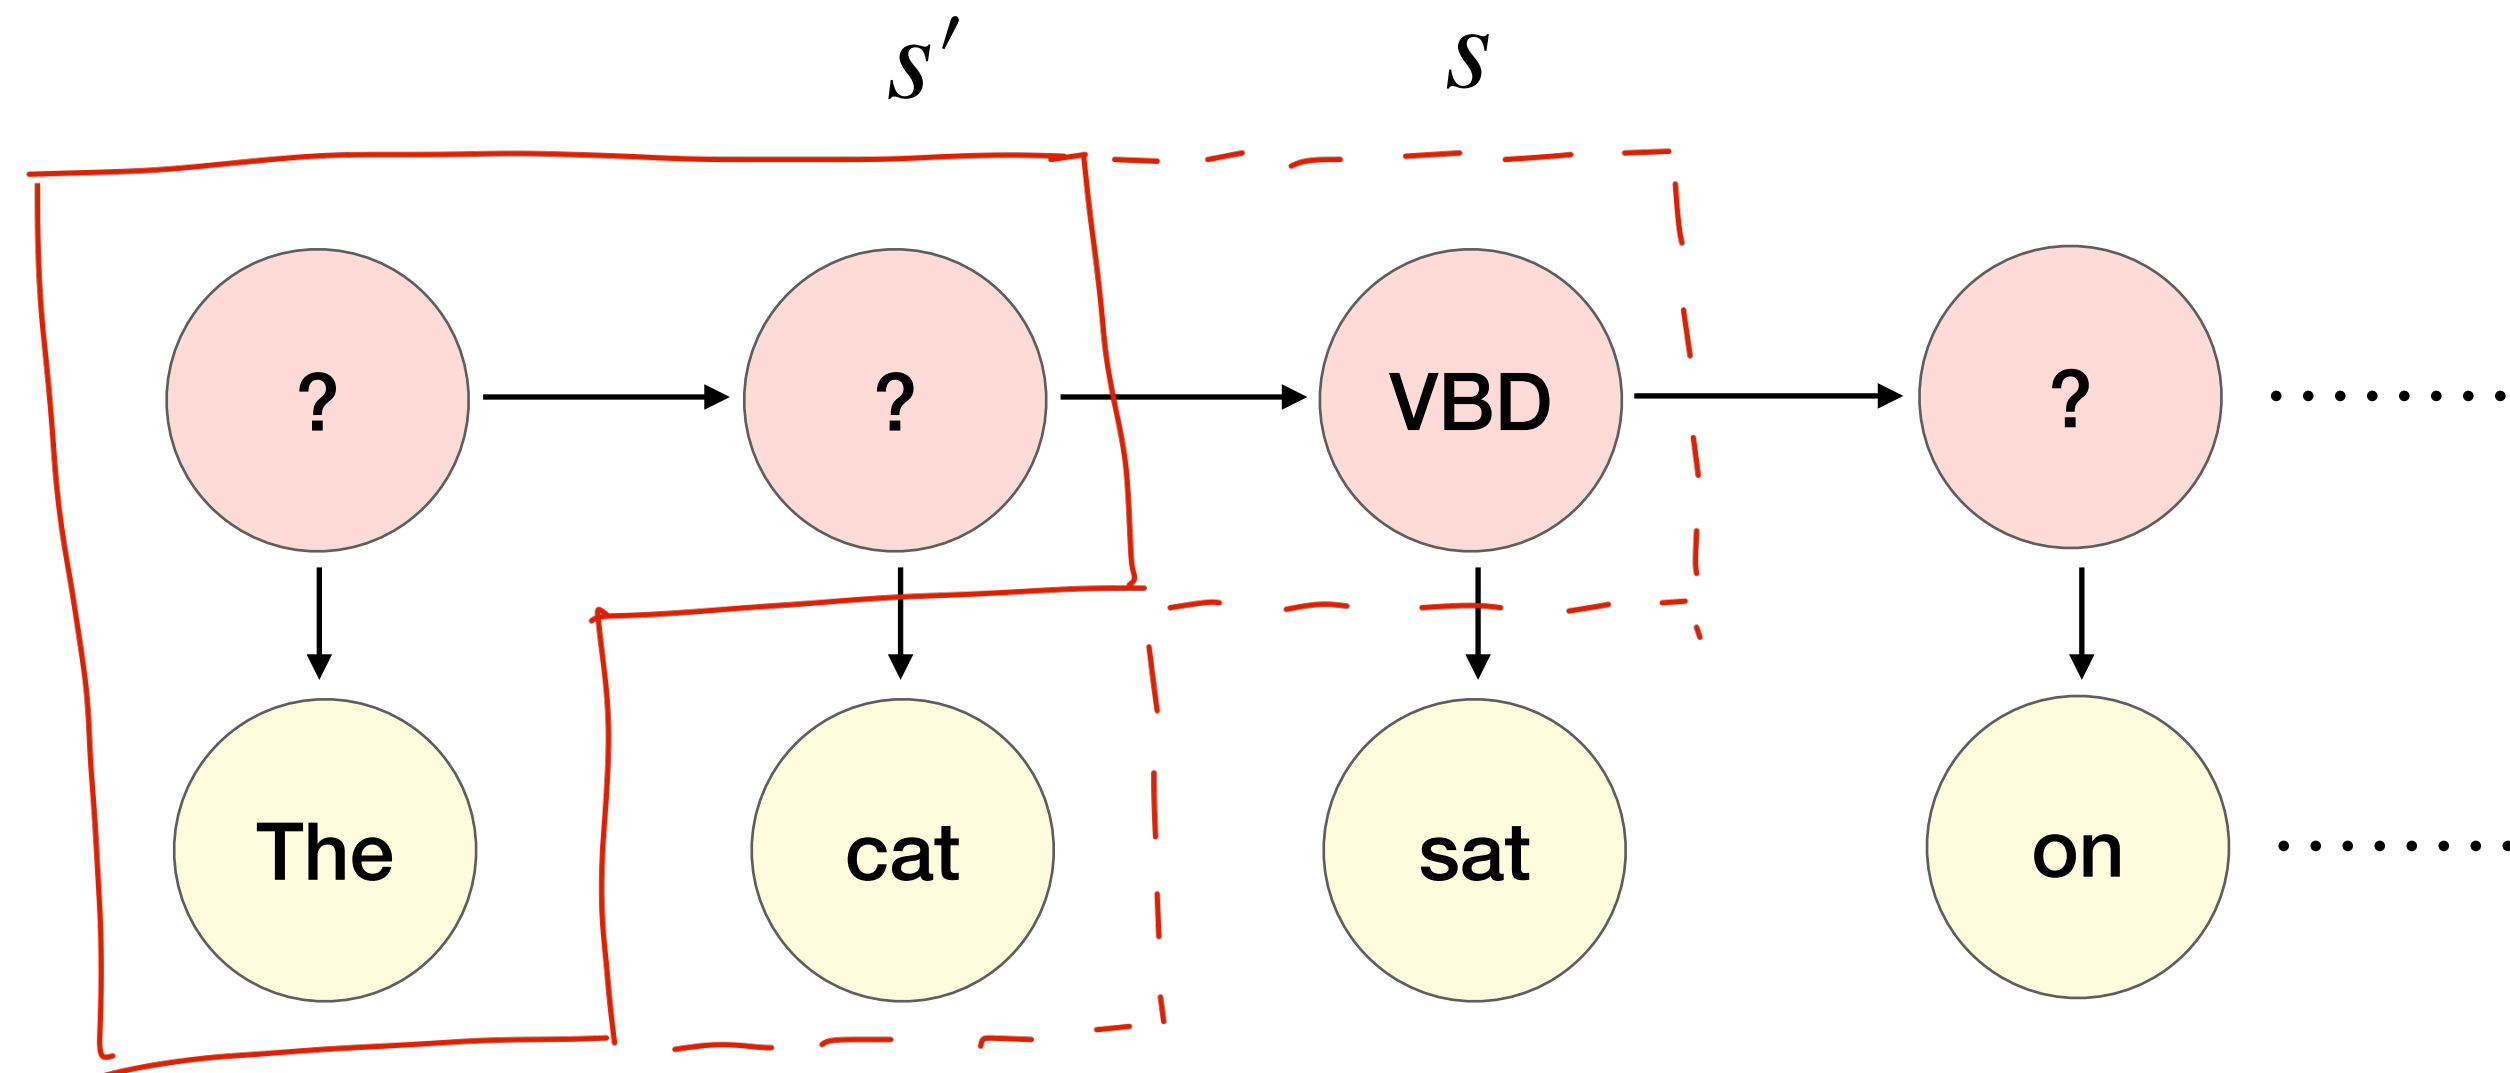 s′ s
? ? VBD ?
The cat sat on